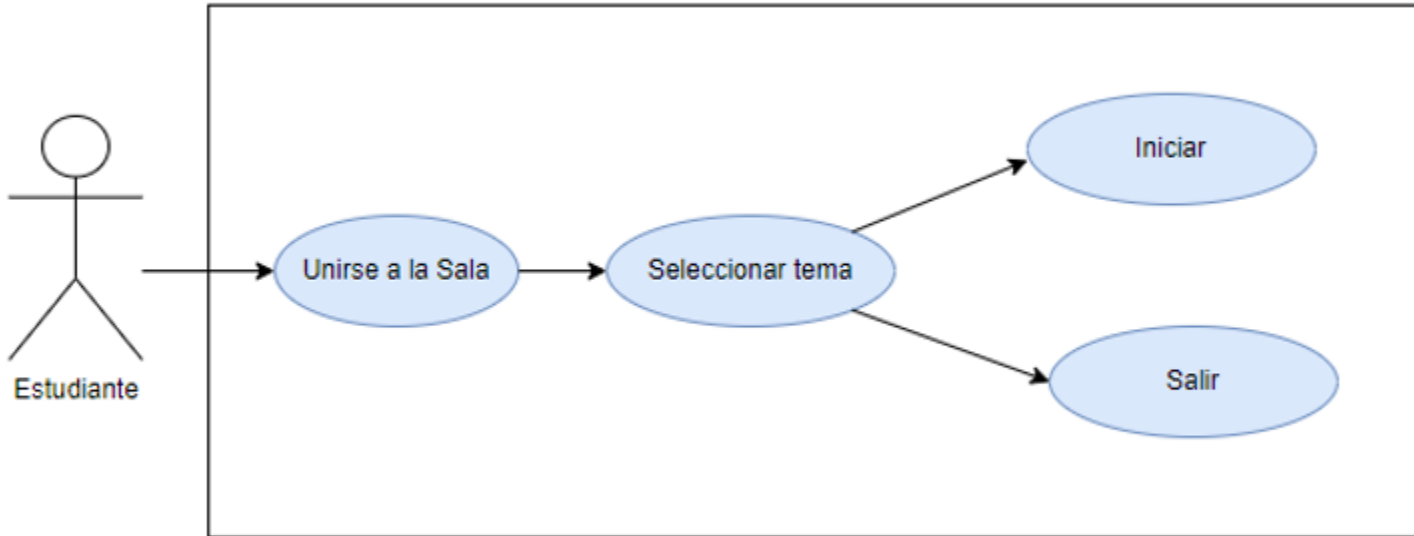 Iniciar
Unirse a la Sala
Seleccionar tema
Salir
Estudiante